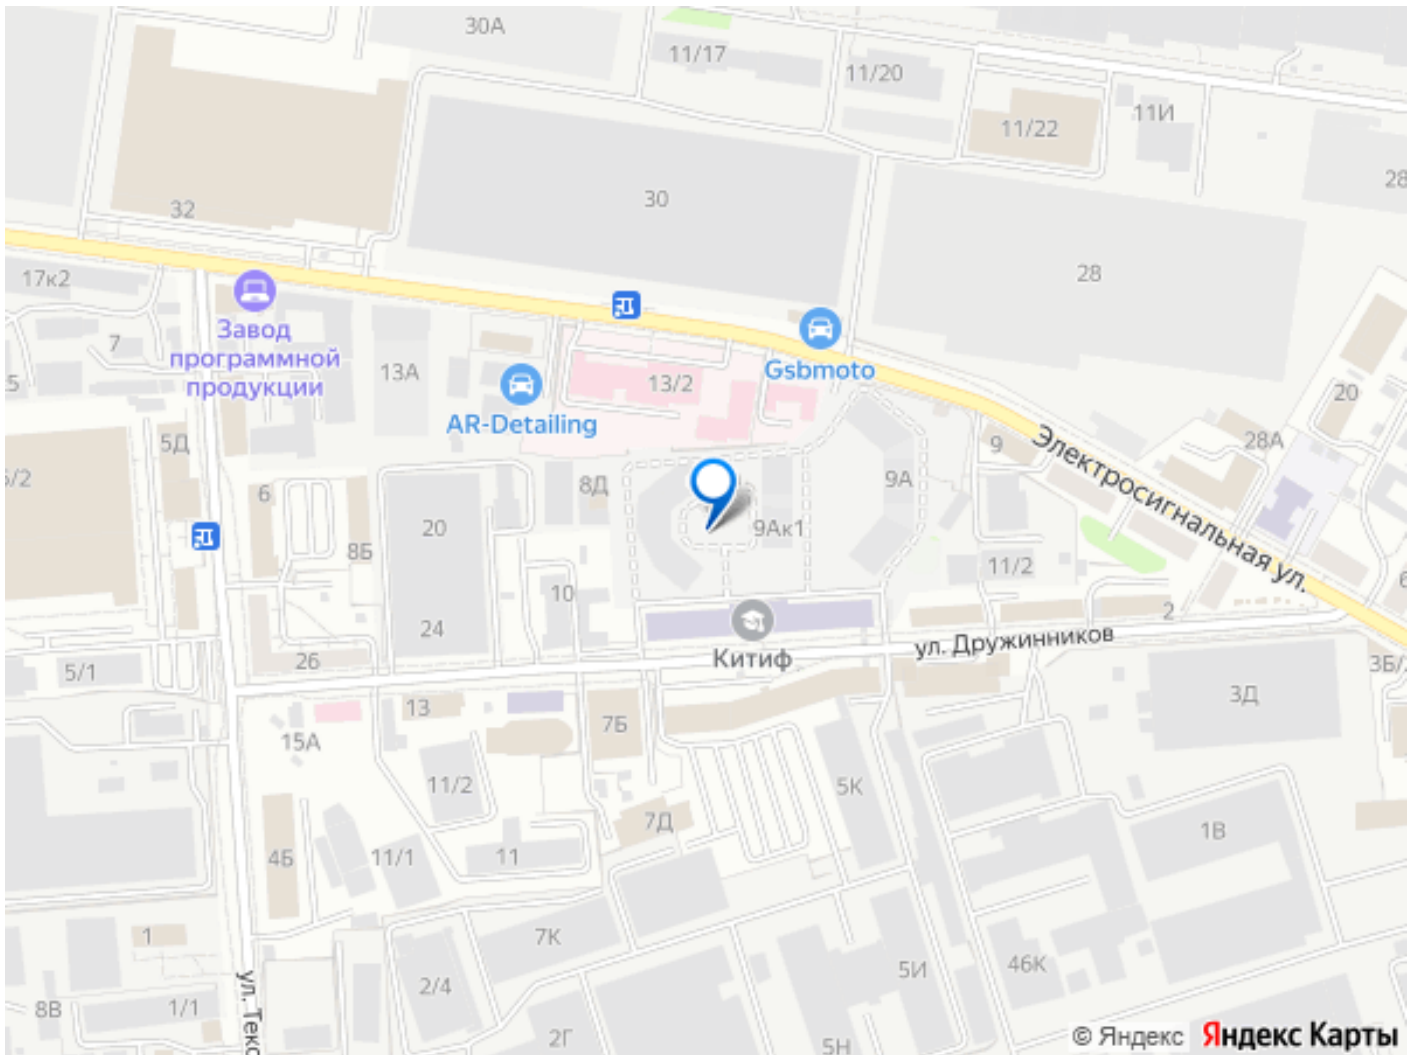 30А
11/17
11/20
11И
11/22
28
30
32
28
17к2
Завод
программной
продукции
7
13А
AR-Detailing
13/2
Gsbmoto
20
5Д
9
28А
Электросигнальная ул.
6
8Д
9А
20
8Б
9Ак1
11/2
10
24
2
26
Китиф
ул. Дружинников
5/1
3Д
13
7Б
15А
11/2
5К
7Д
1В
4Б
11/1
11
1
7К
5И
46К
2/4
8В
1/1
2Г
5Н
© Яндекс
Яндекс Карты